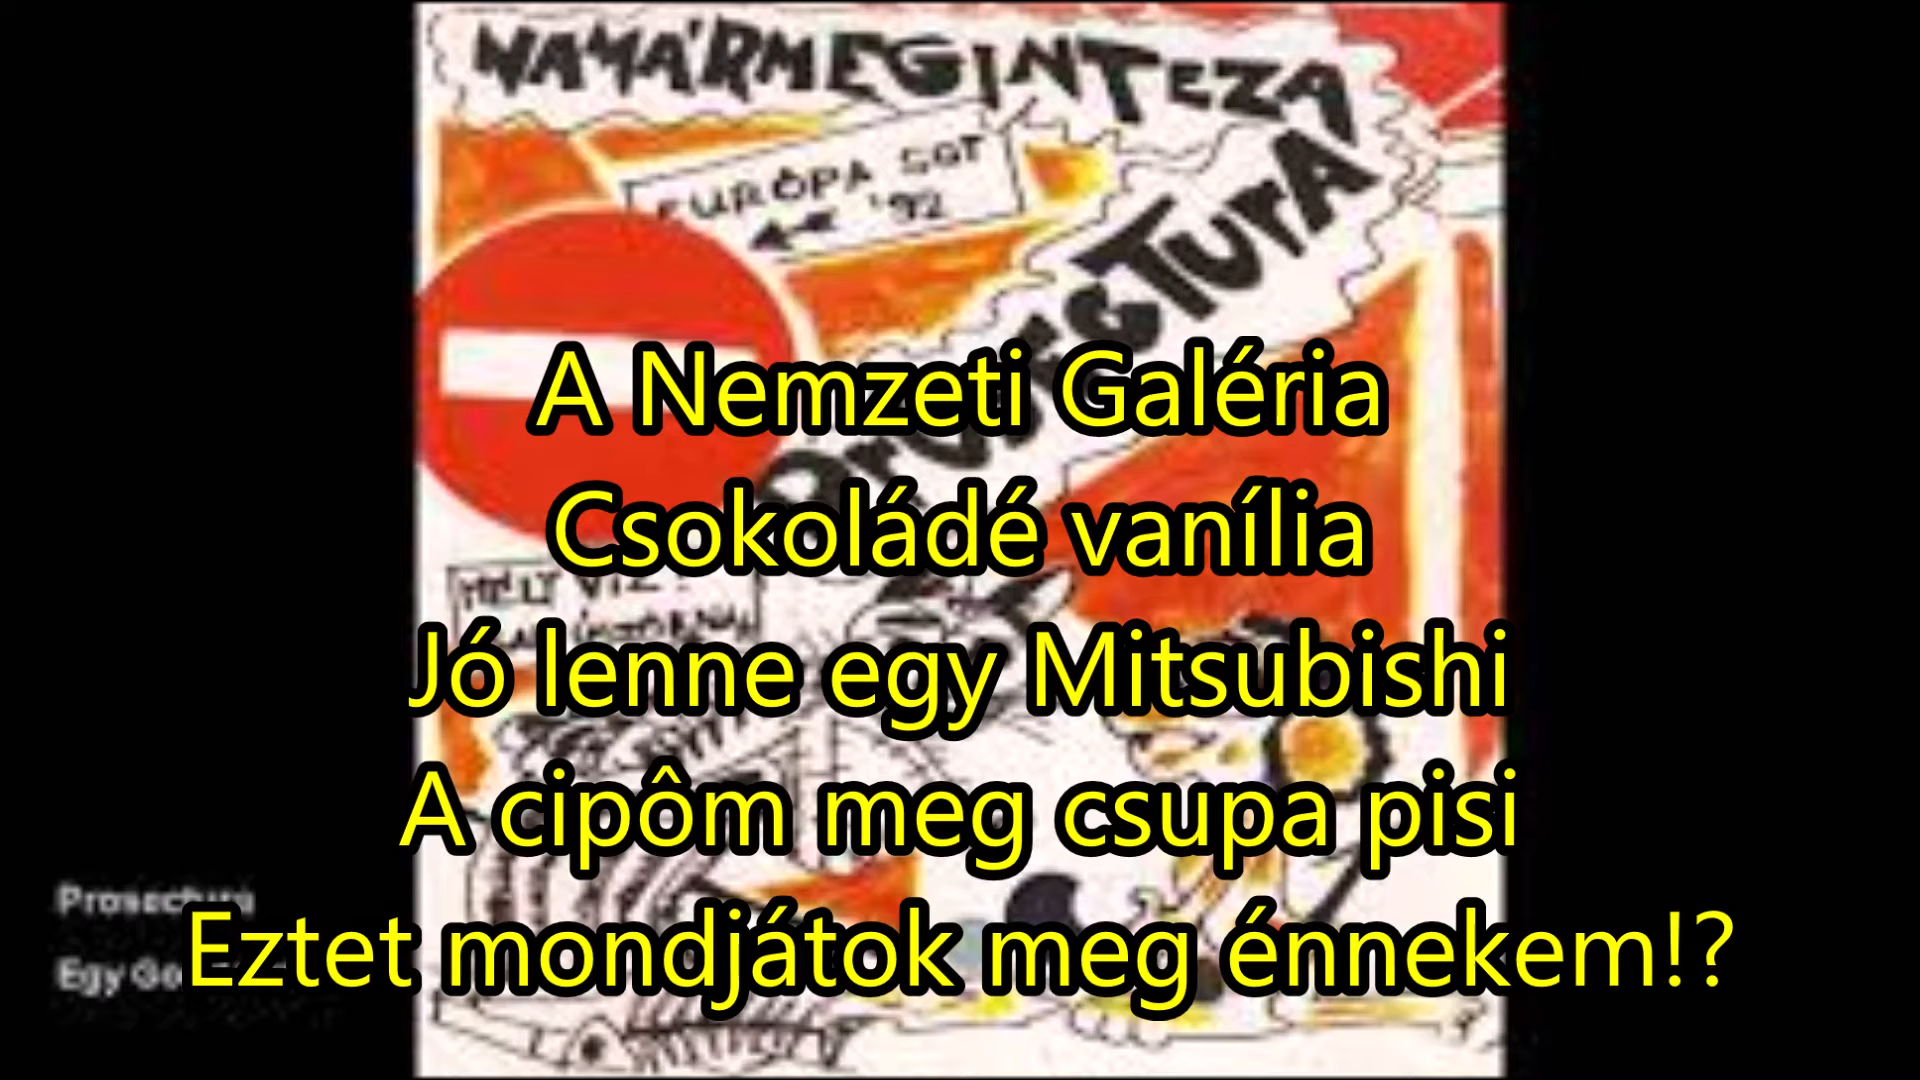 NAMÁRMEGINTEZA
EURÓPA SGT
'92
A Nemzeti Galéria
Csokoládé vanília
Jó lenne egy Mitsubishi
A cipôm meg csupa pisi
Prosectura
Eztet mondjátok meg énnekem!?
Egy